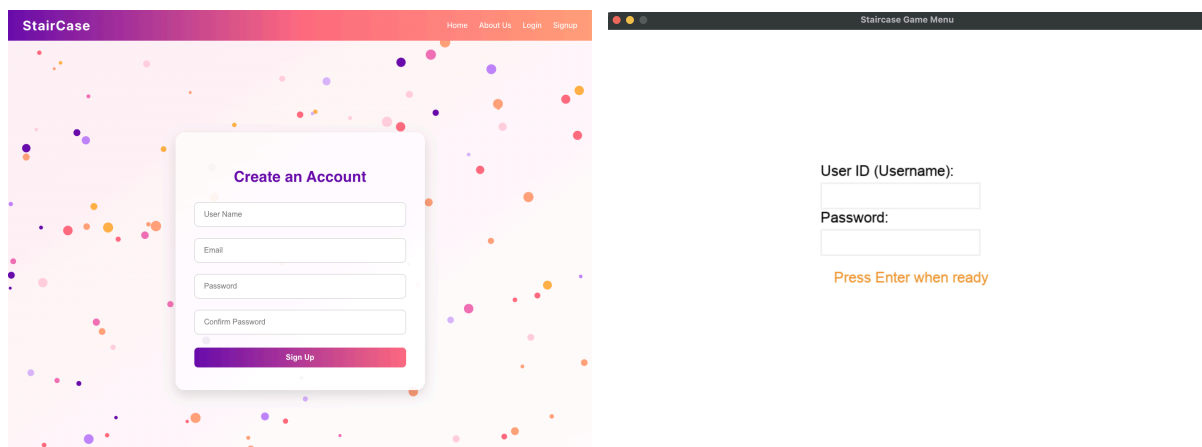 StairCase
Home About Us Login Signup
Create an Account
User Name
Email
Password
Confirm Password
Sign Up
Staircase Game Menu
User ID (Username):
Password:
Press Enter when ready